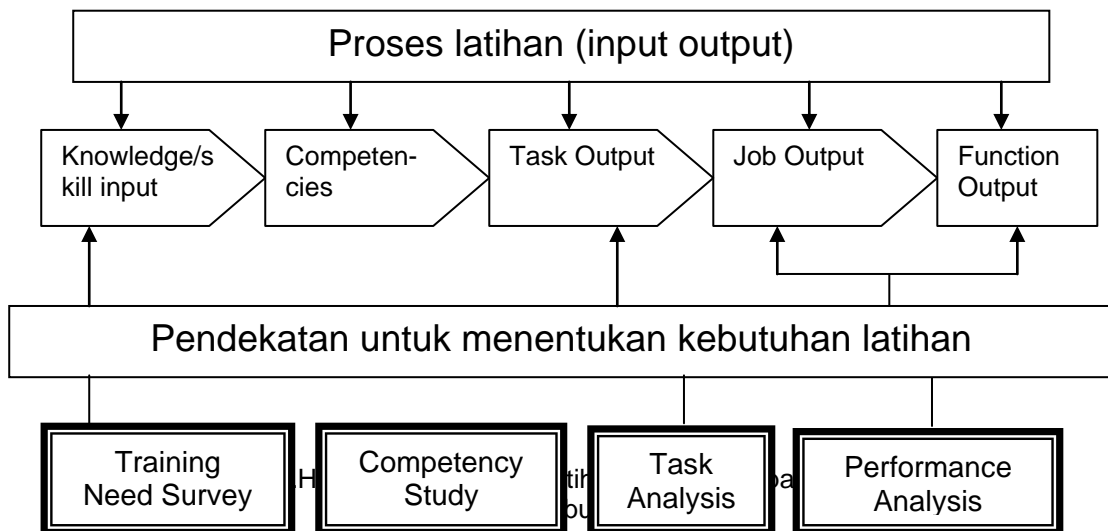 Proses latihan (input output)
Knowledge/s
kill input
Competen-
cies
Task Output
Job Output
Function
Output
Pendekatan untuk menentukan kebutuhan latihan
Training
Need Survey
Competency
Study
Task
Analysis
Performance
Analysis